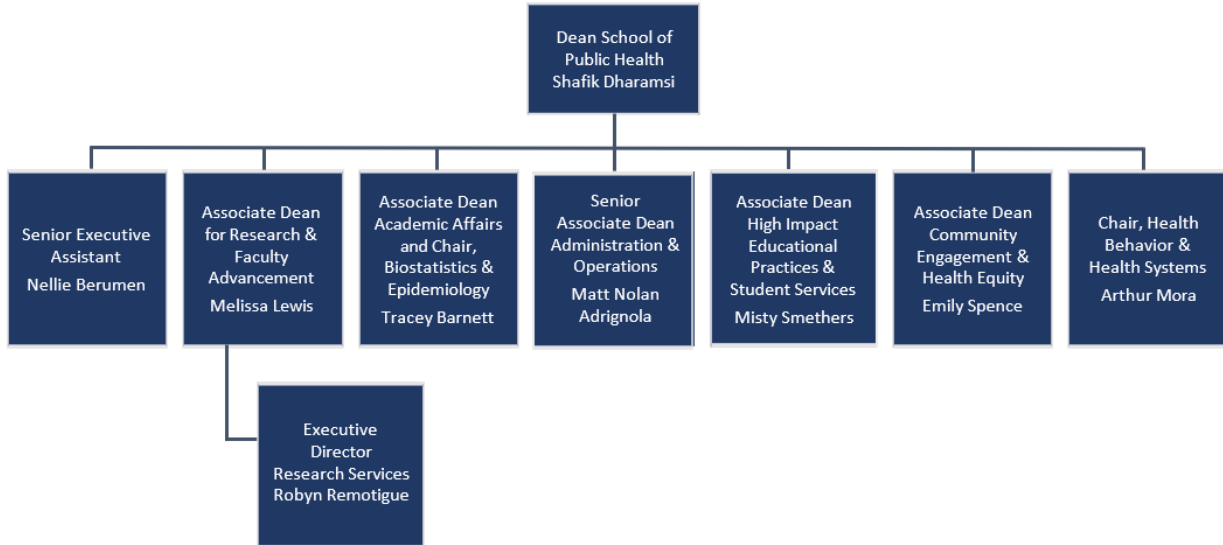 Dean School of
Public Health
Shafik Dharamsi
Senior Executive
Assistant
Nellie Berumen
Associate Dean
for Research &
Faculty
Advancement
Melissa Lewis
Associate Dean
Academic Affairs
and Chair,
Biostatistics &
Epidemiology
Tracey Barnett
Senior
Associate Dean
Administration &
Operations
Matt Nolan
Adrignola
Associate Dean
High Impact
Educational
Practices &
Student Services
Misty Smethers
Associate Dean
Community
Engagement &
Health Equity
Emily Spence
Chair, Health
Behavior &
Health Systems
Arthur Mora
Executive
Director
Research Services
Robyn Remotigue